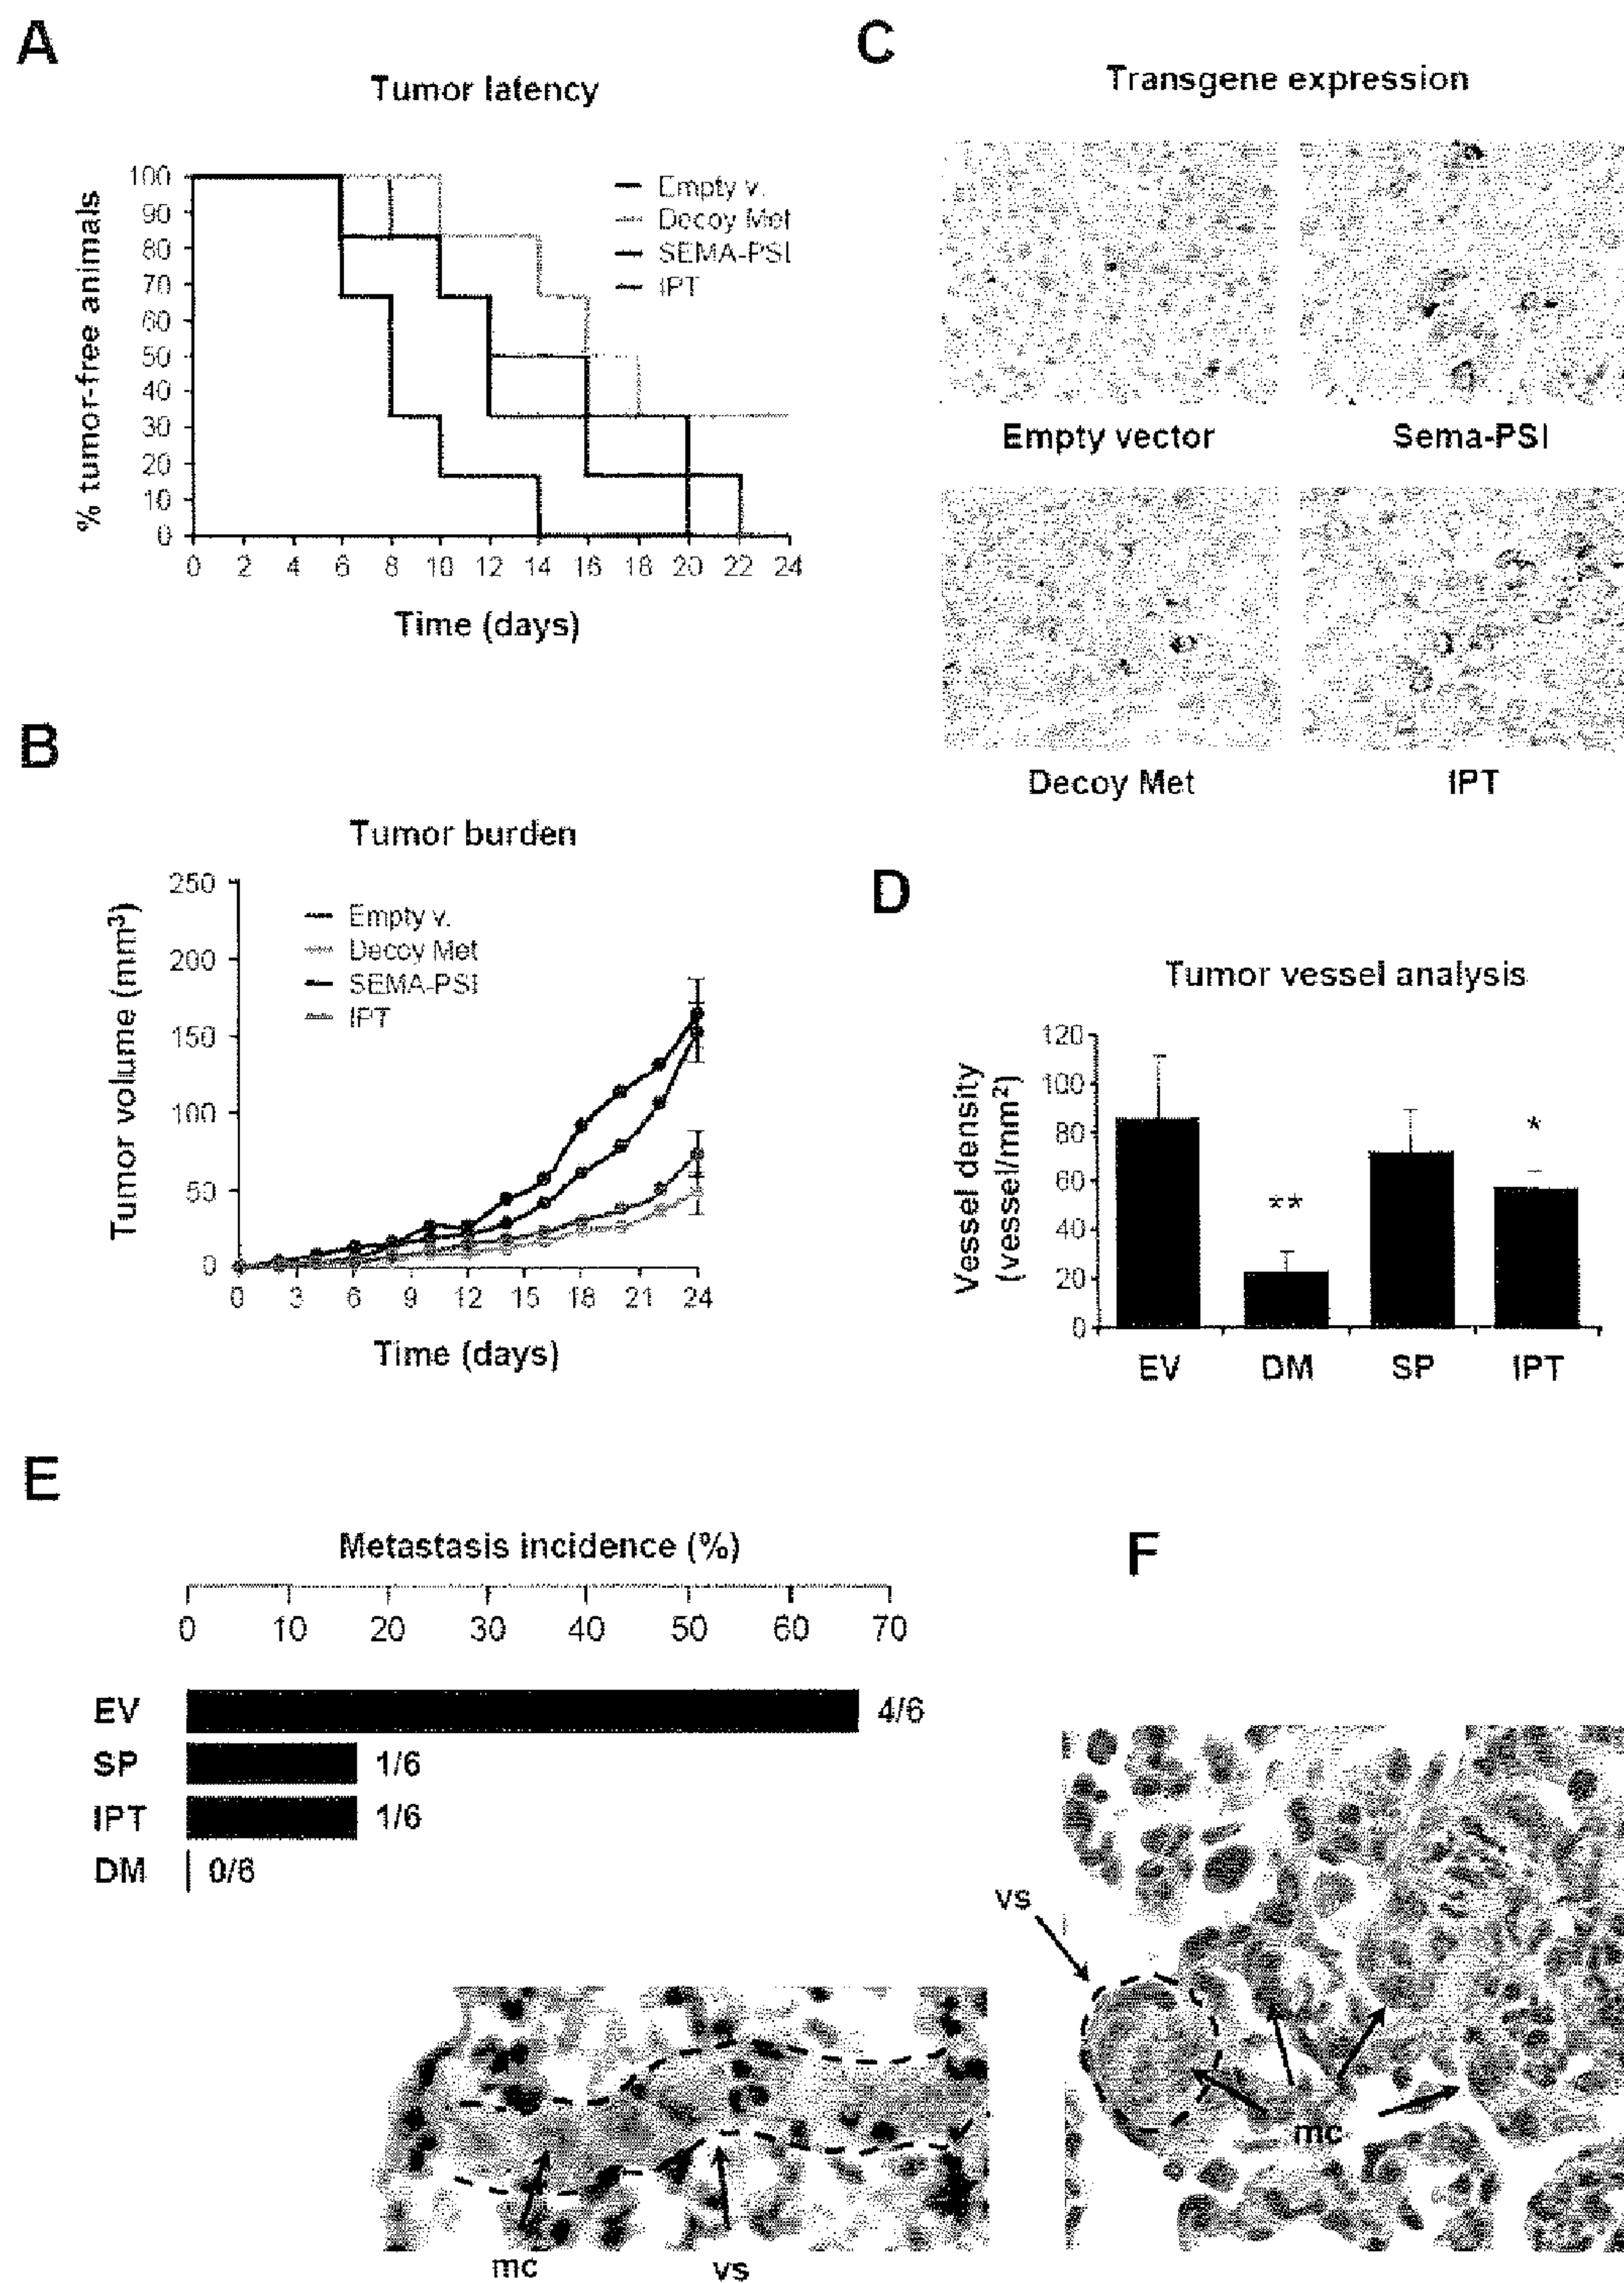 A
Tumor latency
% tumor-free animals
100
90
80
70
60
50
40
30
20
10
0
Empty v.
Decoy Met
SEMA-PSI
IPT
0 2 4 6 8 10 12 14 16 18 20 22 24
Time (days)
B
Tumor burden
Tumor volume (mm³)
250
200
150
100
50
0
Empty v.
Decoy Met
SEMA-PSI
IPT
0 3 6 9 12 15 18 21 24
Time (days)
C
Transgene expression
Empty vector
Sema-PSI
Decoy Met
IPT
D
Tumor vessel analysis
Vessel density
(vessel/mm²)
120
100
80
60
40
20
0
**
*
EV DM SP IPT
E
Metastasis incidence (%)
0 10 20 30 40 50 60 70
EV 4/6
SP 1/6
IPT 1/6
DM 0/6
mc
vs
F
vs
mc